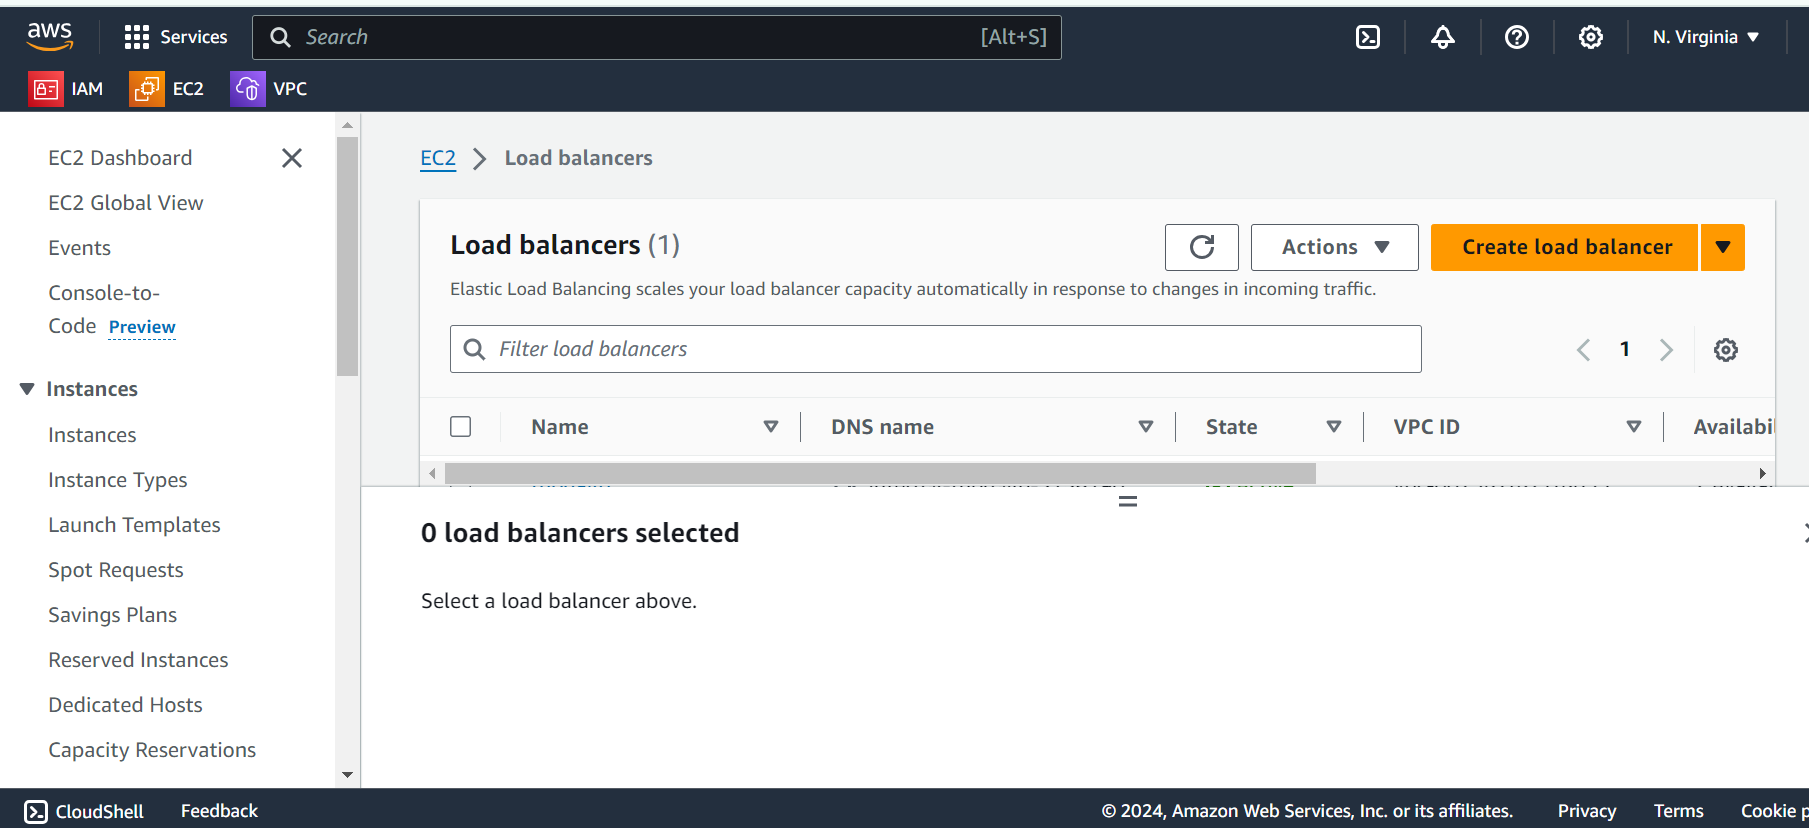 aws
Services
Search
[Alt+S]
N. Virginia
IAM
EC2
VPC
EC2 Dashboard
EC2 Global View
Events
Console-to-
Code Preview
Instances
Instances
Instance Types
Launch Templates
Spot Requests
Savings Plans
Reserved Instances
Dedicated Hosts
Capacity Reservations
EC2 > Load balancers
Load balancers (1)
Actions
Create load balancer
Elastic Load Balancing scales your load balancer capacity automatically in response to changes in incoming traffic.
Filter load balancers
1
Name
DNS name
State
VPC ID
Availabil
0 load balancers selected
Select a load balancer above.
CloudShell
Feedback
© 2024, Amazon Web Services, Inc. or its affiliates.
Privacy
Terms
Cookie p